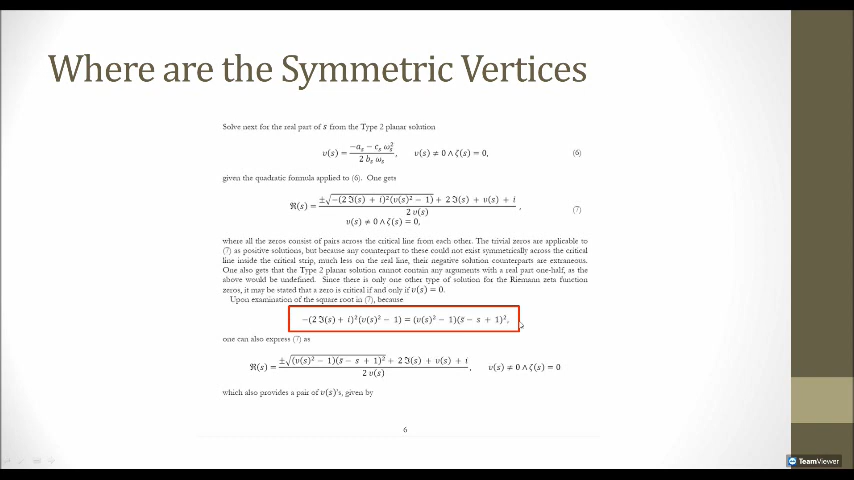 Where are the Symmetric Vertices
Solve next for the real part of s from the Type 2 planar solution
υ(s) = (−a_s − c_s ω_s^2) / (2 b_s ω_s), υ(s) ≠ 0 ∧ ζ(s) = 0, (6)
given the quadratic formula applied to (6). One gets
ℜ(s) = (±√(−(2 ℑ(s) + i)^2(υ(s)^2 − 1)) + 2 ℑ(s) + υ(s) + i) / (2 υ(s)), (7)
υ(s) ≠ 0 ∧ ζ(s) = 0,
where all the zeros consist of pairs across the critical line from each other. The trivial zeros are applicable to
(7) as positive solutions, but because any counterpart to these could not exist symmetrically across the critical
line inside the critical strip, much less on the real line, their negative solution counterparts are extraneous.
One also gets that the Type 2 planar solution cannot contain any arguments with a real part one-half, as the
above would be undefined. Since there is only one other type of solution for the Riemann zeta function
zeros, it may be stated that a zero is critical if and only if υ(s) = 0.
Upon examination of the square root in (7), because
−(2 ℑ(s) + i)^2(υ(s)^2 − 1) = (υ(s)^2 − 1)(s̄ − s + 1)^2,
one can also express (7) as
ℜ(s) = (±√((υ(s)^2 − 1)(s̄ − s + 1)^2) + 2 ℑ(s) + υ(s) + i) / (2 υ(s)), υ(s) ≠ 0 ∧ ζ(s) = 0
which also provides a pair of υ(s)'s, given by
6
TeamViewer